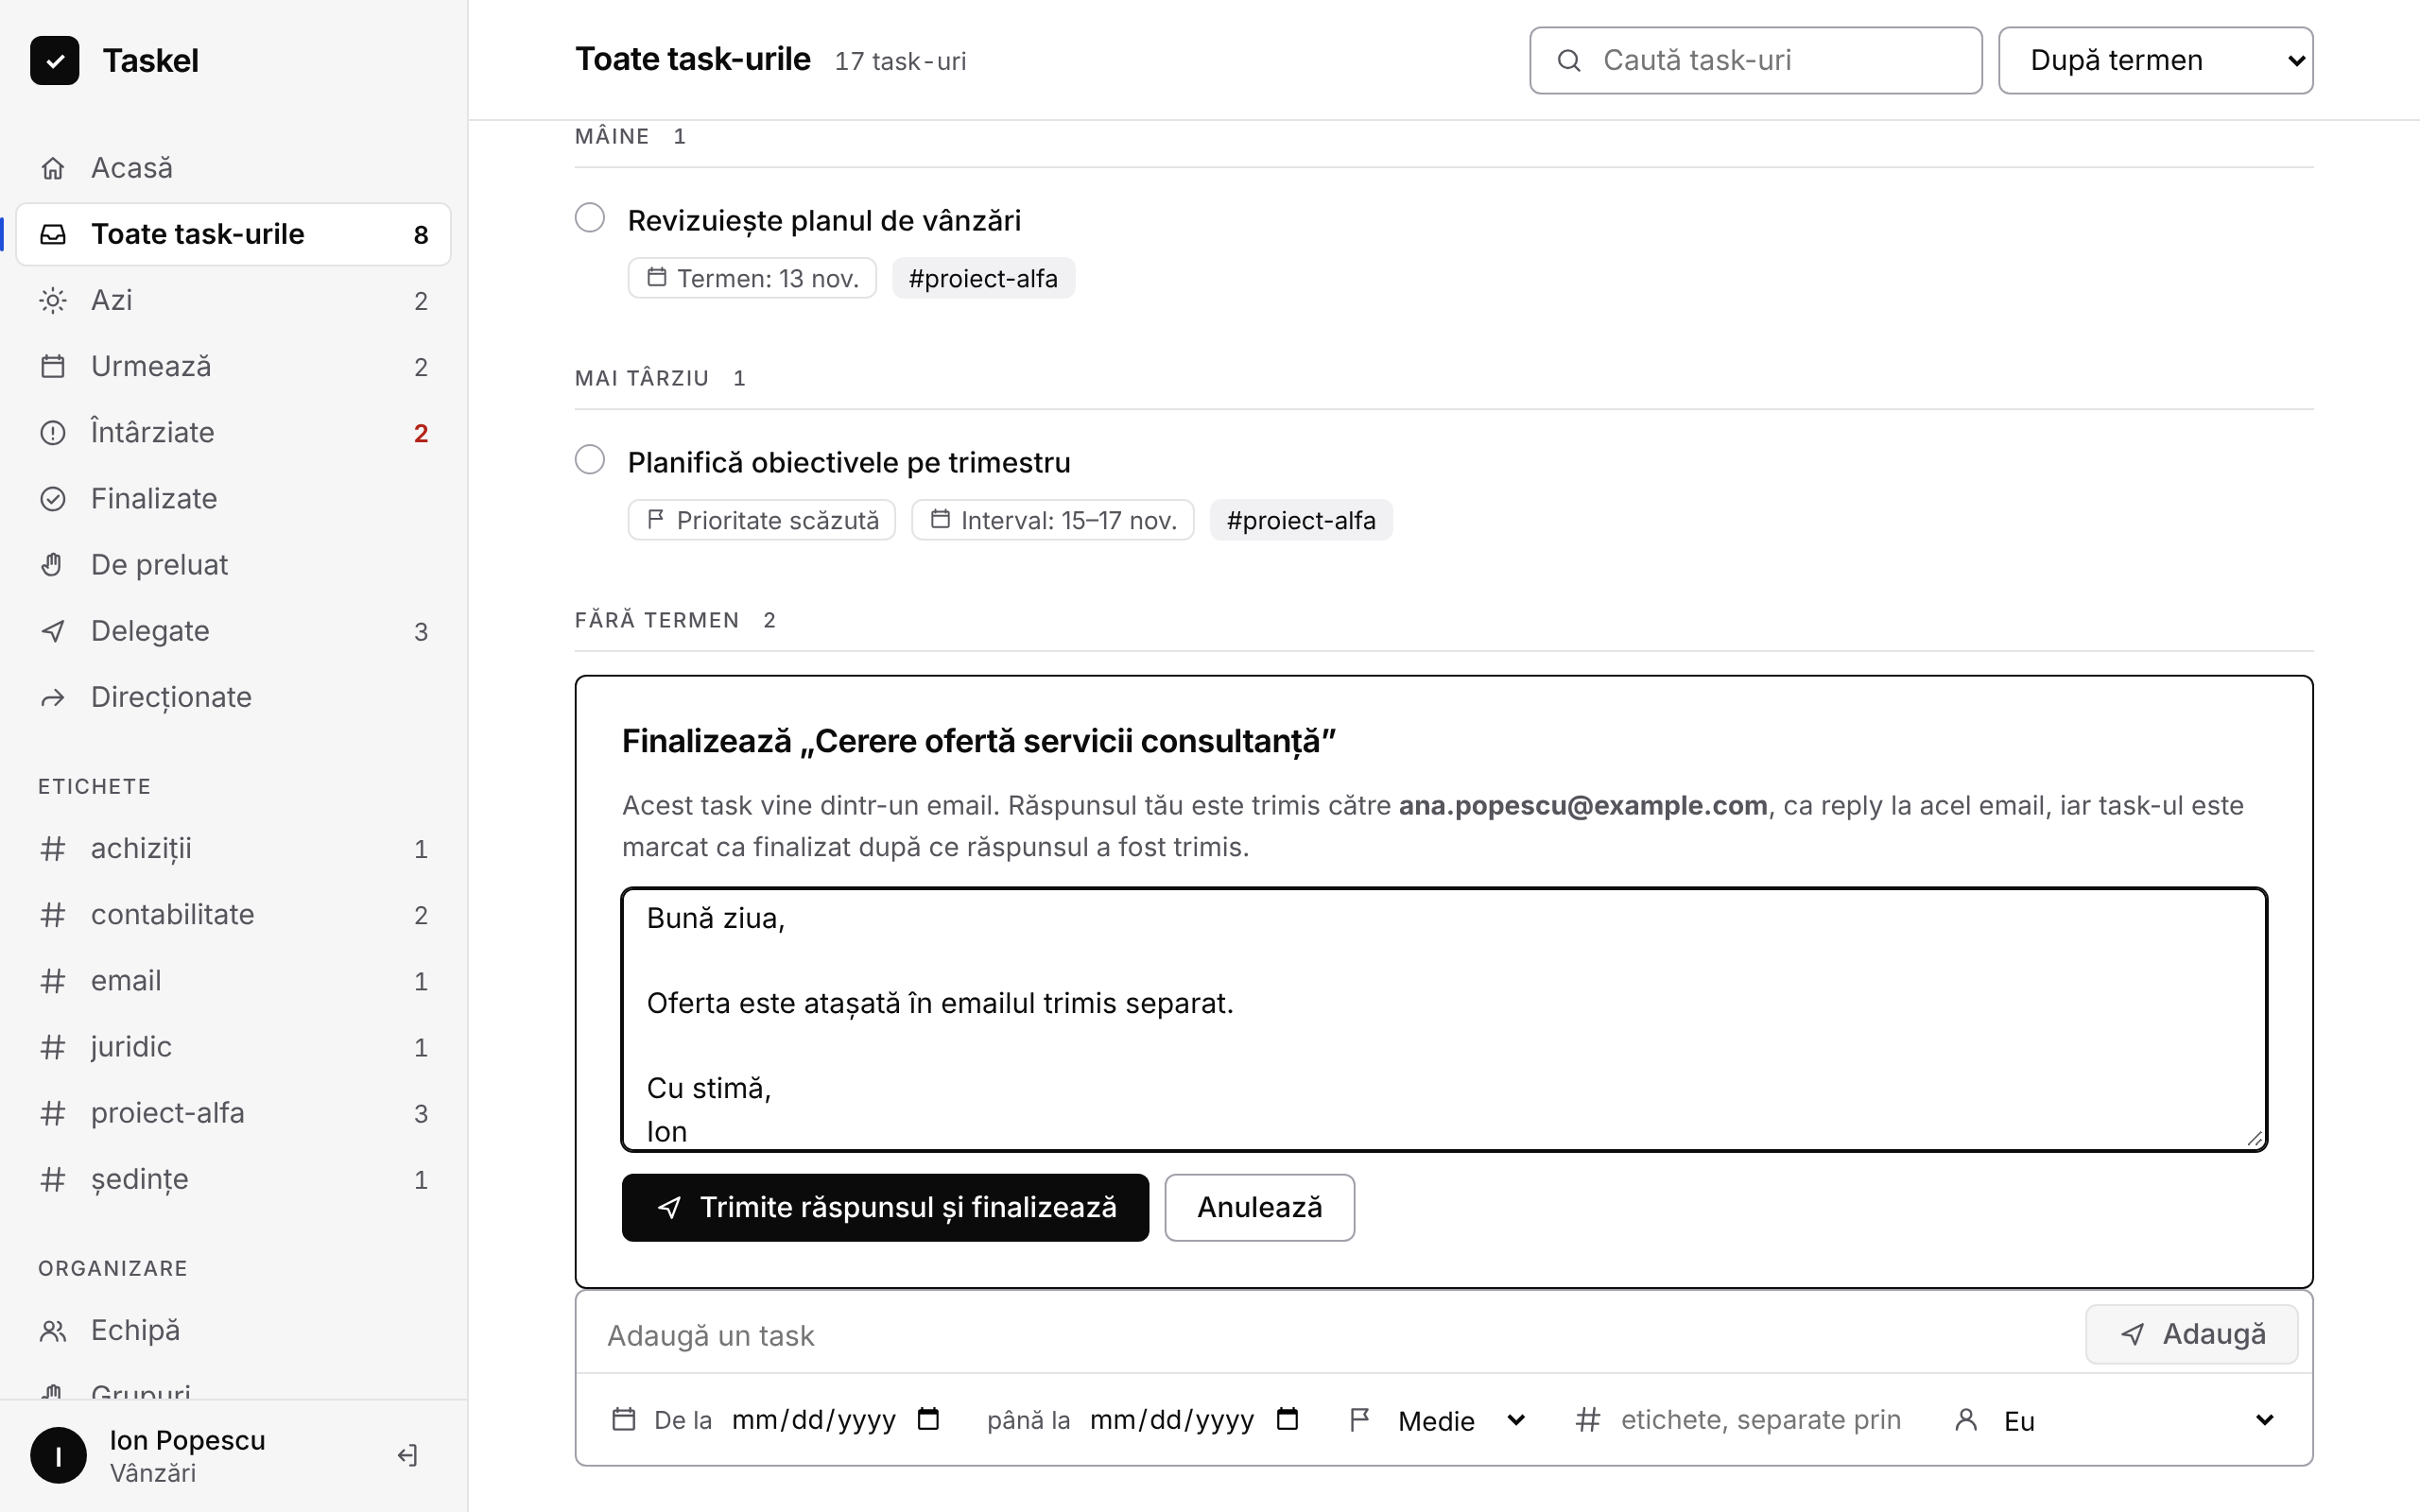 Taskel
Acasă
Toate task-urile 8
Azi 2
Urmează 2
Întârziate 2
Finalizate
De preluat
Delegate 3
Direcționate
ETICHETE
# achiziții 1
# contabilitate 2
# email 1
# juridic 1
# proiect-alfa 3
# ședințe 1
ORGANIZARE
Echipă
Grupuri
I
Ion Popescu
Vânzări
Toate task-urile 17 task-uri
Caută task-uri
După termen
MÂINE 1
Revizuiește planul de vânzări
Termen: 13 nov. #proiect-alfa
MAI TÂRZIU 1
Planifică obiectivele pe trimestru
Prioritate scăzută Interval: 15–17 nov. #proiect-alfa
FĂRĂ TERMEN 2
Finalizează „Cerere ofertă servicii consultanță”
Acest task vine dintr-un email. Răspunsul tău este trimis către ana.popescu@example.com, ca reply la acel email, iar task-ul este
marcat ca finalizat după ce răspunsul a fost trimis.
Bună ziua,
Oferta este atașată în emailul trimis separat.
Cu stimă,
Ion
Trimite răspunsul și finalizează Anulează
Adaugă un task Adaugă
De la mm/dd/yyyy până la mm/dd/yyyy Medie # etichete, separate prin Eu